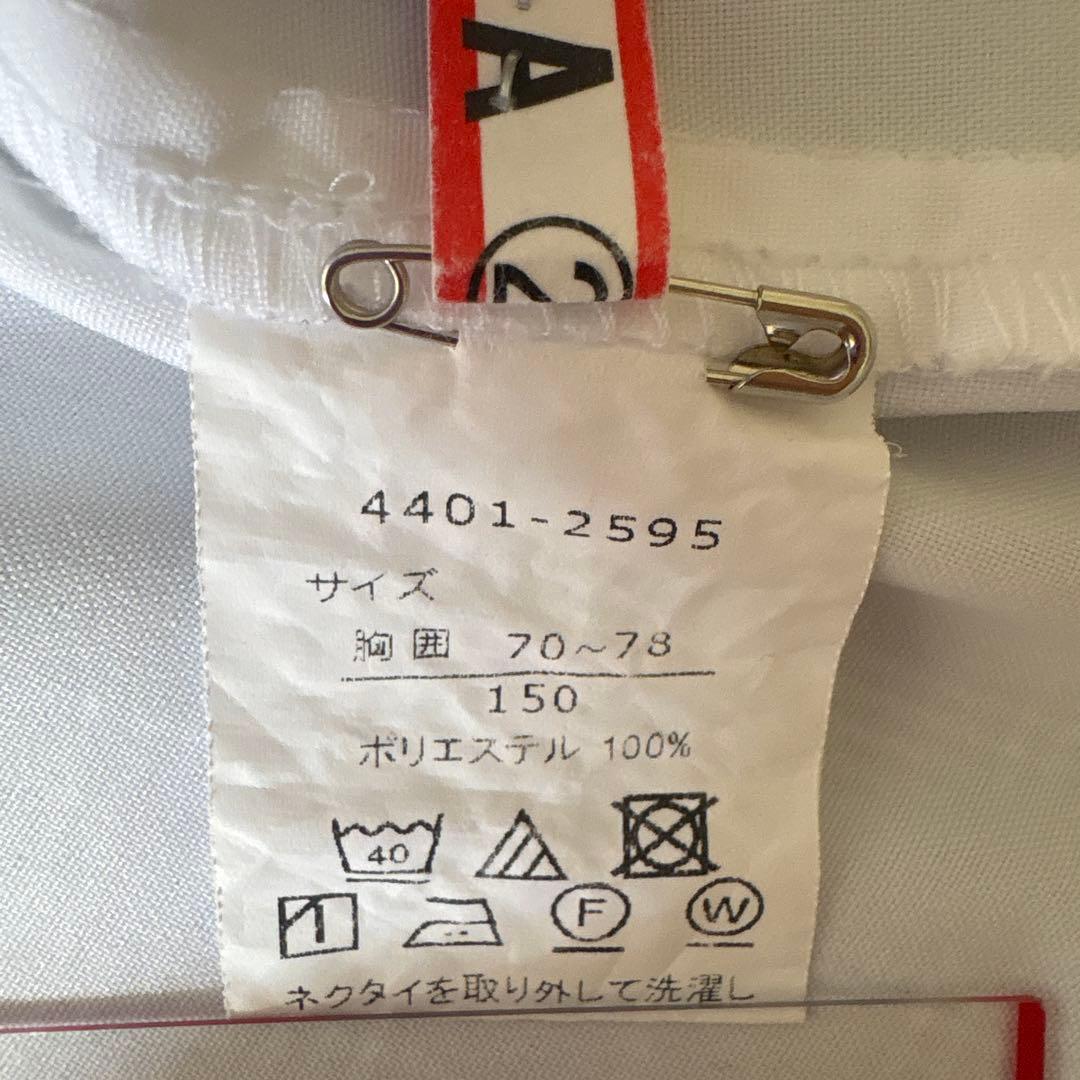 A
②
4401-2595
サイズ
胸囲 70~78
150
ポリエステル 100%
40
F W
ネクタイを取り外して洗濯し